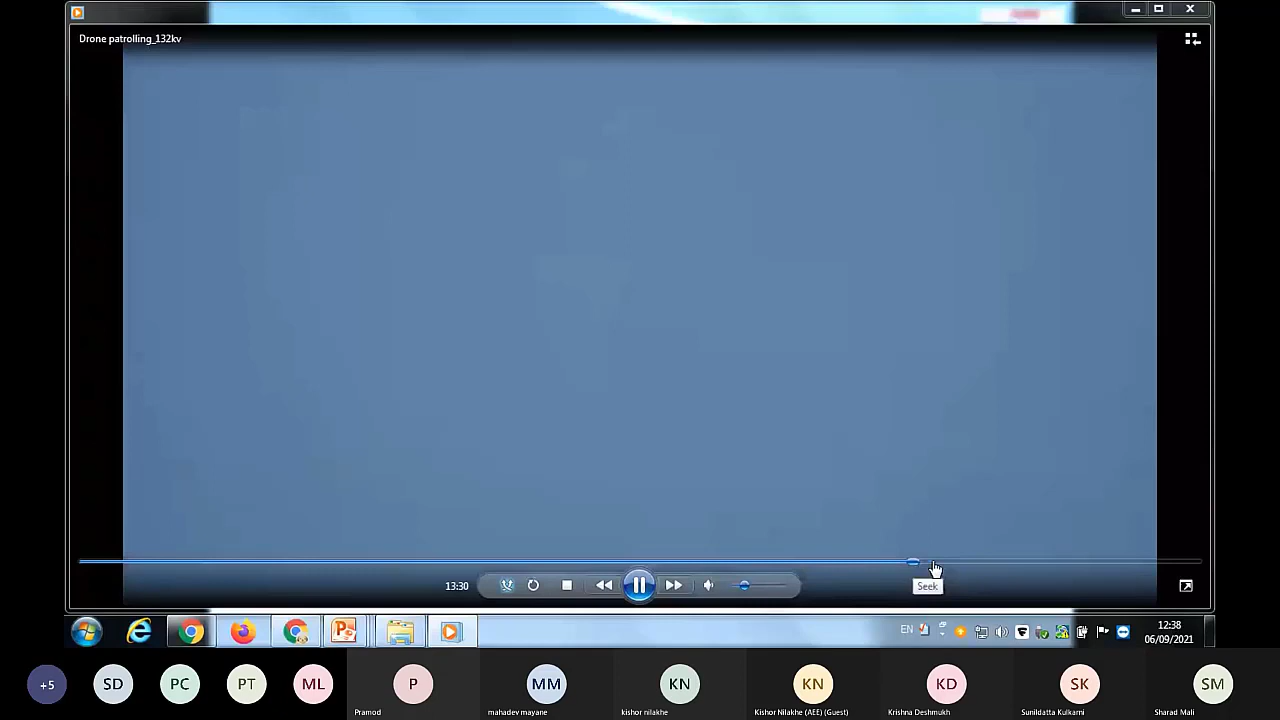 Drone patrolling_132kv
13:30
Seek
EN
12:38
06/09/2021
+5
SD
PC
PT
ML
P
MM
KN
KN
KD
SK
SM
Pramod
mahadev mayane
kishor nilakhe
Kishor Nilakhe (AEE) (Guest)
Krishna Deshmukh
Sunildatta Kulkarni
Sharad Mali